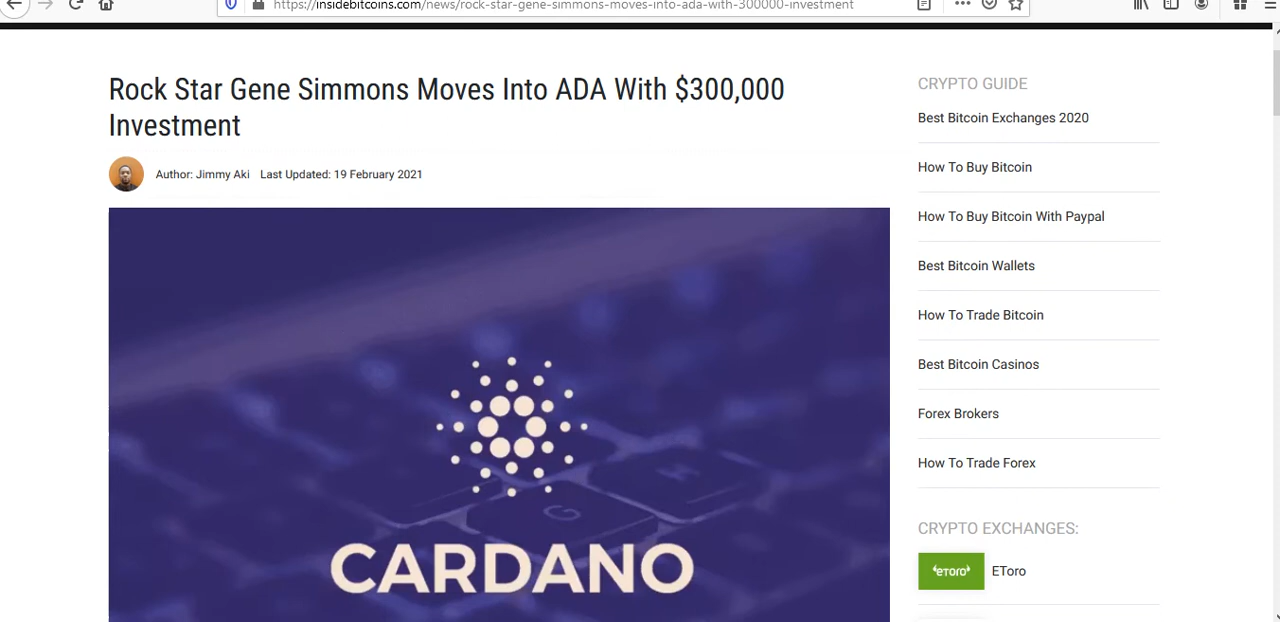 https://insidebitcoins.com/news/rock-star-gene-simmons-moves-into-ada-with-300000-investment
Rock Star Gene Simmons Moves Into ADA With $300,000
Investment
Author: Jimmy Aki Last Updated: 19 February 2021
H
G
CARDANO
CRYPTO GUIDE
Best Bitcoin Exchanges 2020
How To Buy Bitcoin
How To Buy Bitcoin With Paypal
Best Bitcoin Wallets
How To Trade Bitcoin
Best Bitcoin Casinos
Forex Brokers
How To Trade Forex
CRYPTO EXCHANGES:
eToro EToro